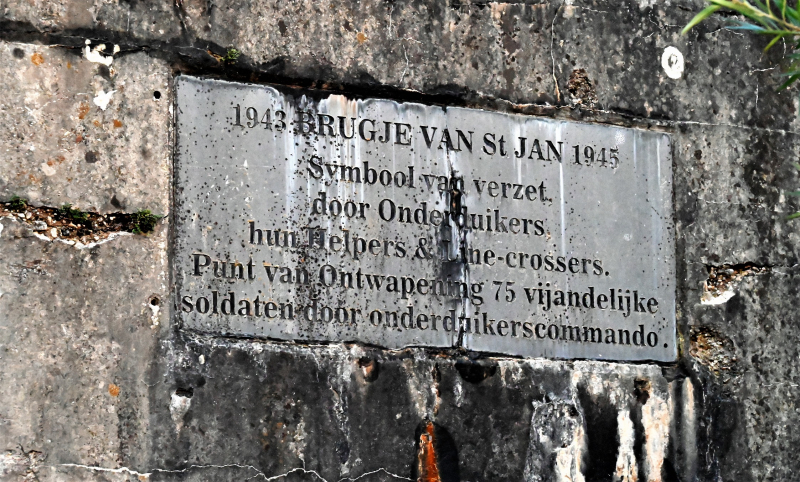 1943 BRUGJE VAN St JAN 1945
Symbool van verzet.
door Onderduikers,
hun Helpers & Line-crossers.
Punt van Ontwapening 75 vijandelijke
soldaten door onderduikerscommando.